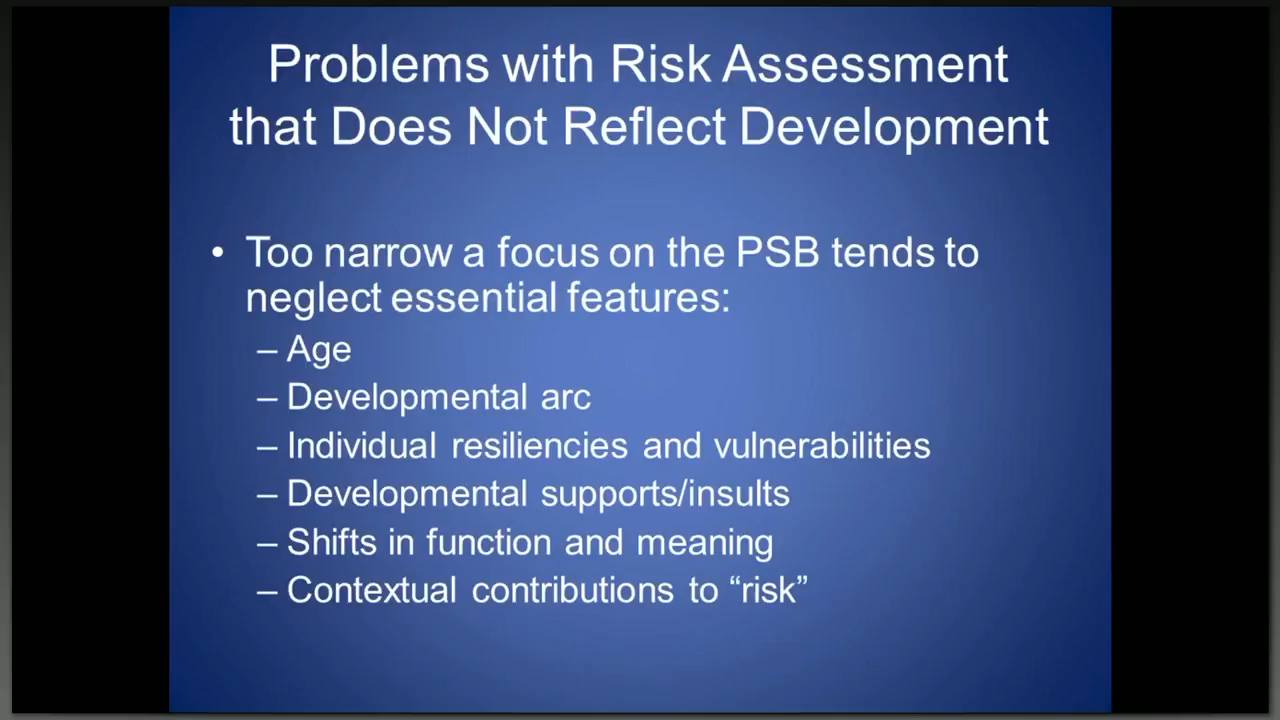 Problems with Risk Assessment
that Does Not Reflect Development
• Too narrow a focus on the PSB tends to
neglect essential features:
– Age
– Developmental arc
– Individual resiliencies and vulnerabilities
– Developmental supports/insults
– Shifts in function and meaning
– Contextual contributions to “risk”